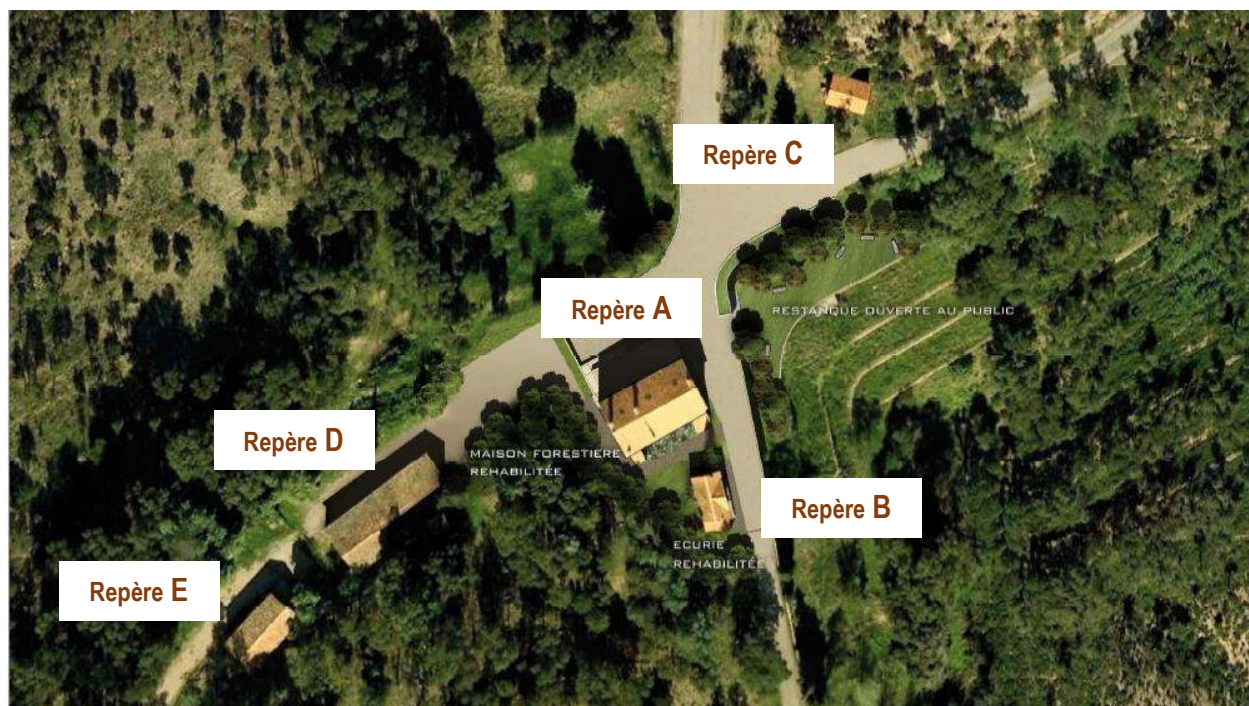 Repère C
Repère A
RESTANQUE OUVERTE AU PUBLIC
Repère D
MAISON FORESTIERE
REHABILITÉE
Repère B
ECURIE
REHABILITÉE
Repère E